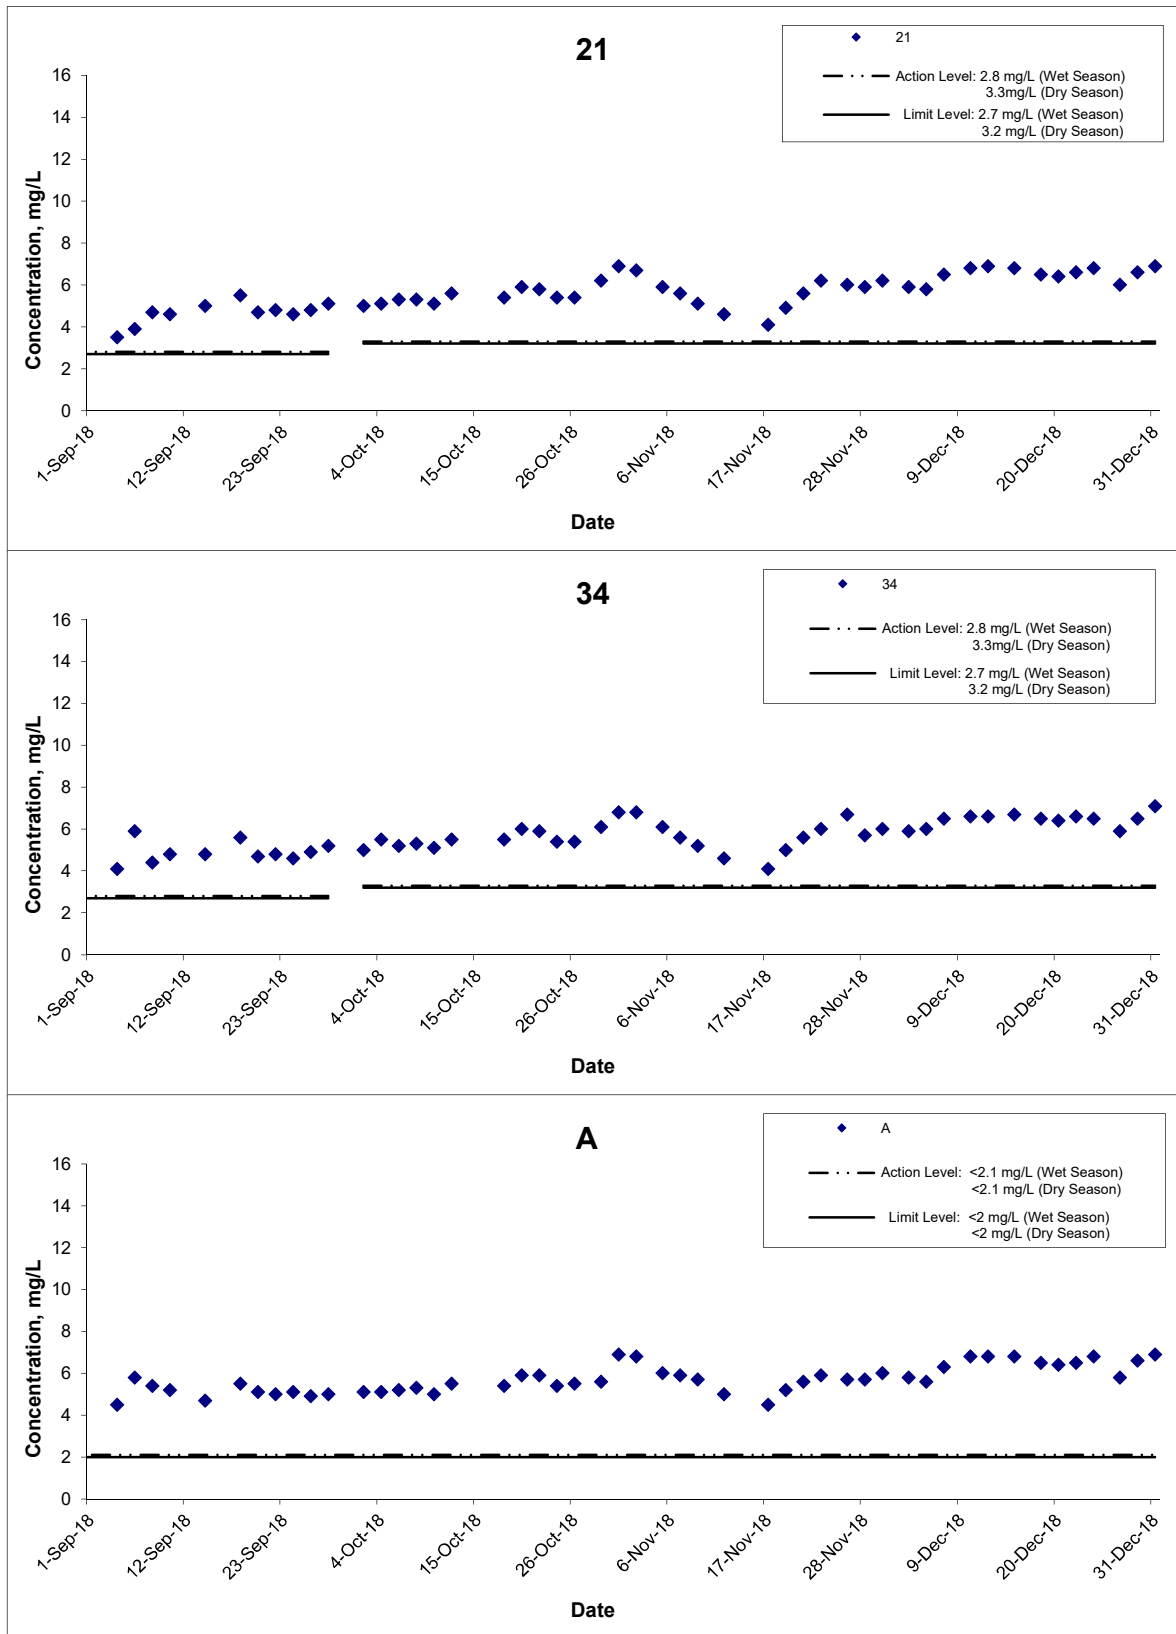 21
21
Action Level: 2.8 mg/L (Wet Season)
3.3mg/L (Dry Season)
Limit Level: 2.7 mg/L (Wet Season)
3.2 mg/L (Dry Season)
Concentration, mg/L
16
14
12
10
8
6
4
2
0
1-Sep-18
12-Sep-18
23-Sep-18
4-Oct-18
15-Oct-18
26-Oct-18
6-Nov-18
17-Nov-18
28-Nov-18
9-Dec-18
20-Dec-18
31-Dec-18
Date
34
34
Action Level: 2.8 mg/L (Wet Season)
3.3mg/L (Dry Season)
Limit Level: 2.7 mg/L (Wet Season)
3.2 mg/L (Dry Season)
Concentration, mg/L
16
14
12
10
8
6
4
2
0
1-Sep-18
12-Sep-18
23-Sep-18
4-Oct-18
15-Oct-18
26-Oct-18
6-Nov-18
17-Nov-18
28-Nov-18
9-Dec-18
20-Dec-18
31-Dec-18
Date
A
A
Action Level: <2.1 mg/L (Wet Season)
<2.1 mg/L (Dry Season)
Limit Level: <2 mg/L (Wet Season)
<2 mg/L (Dry Season)
Concentration, mg/L
16
14
12
10
8
6
4
2
0
1-Sep-18
12-Sep-18
23-Sep-18
4-Oct-18
15-Oct-18
26-Oct-18
6-Nov-18
17-Nov-18
28-Nov-18
9-Dec-18
20-Dec-18
31-Dec-18
Date